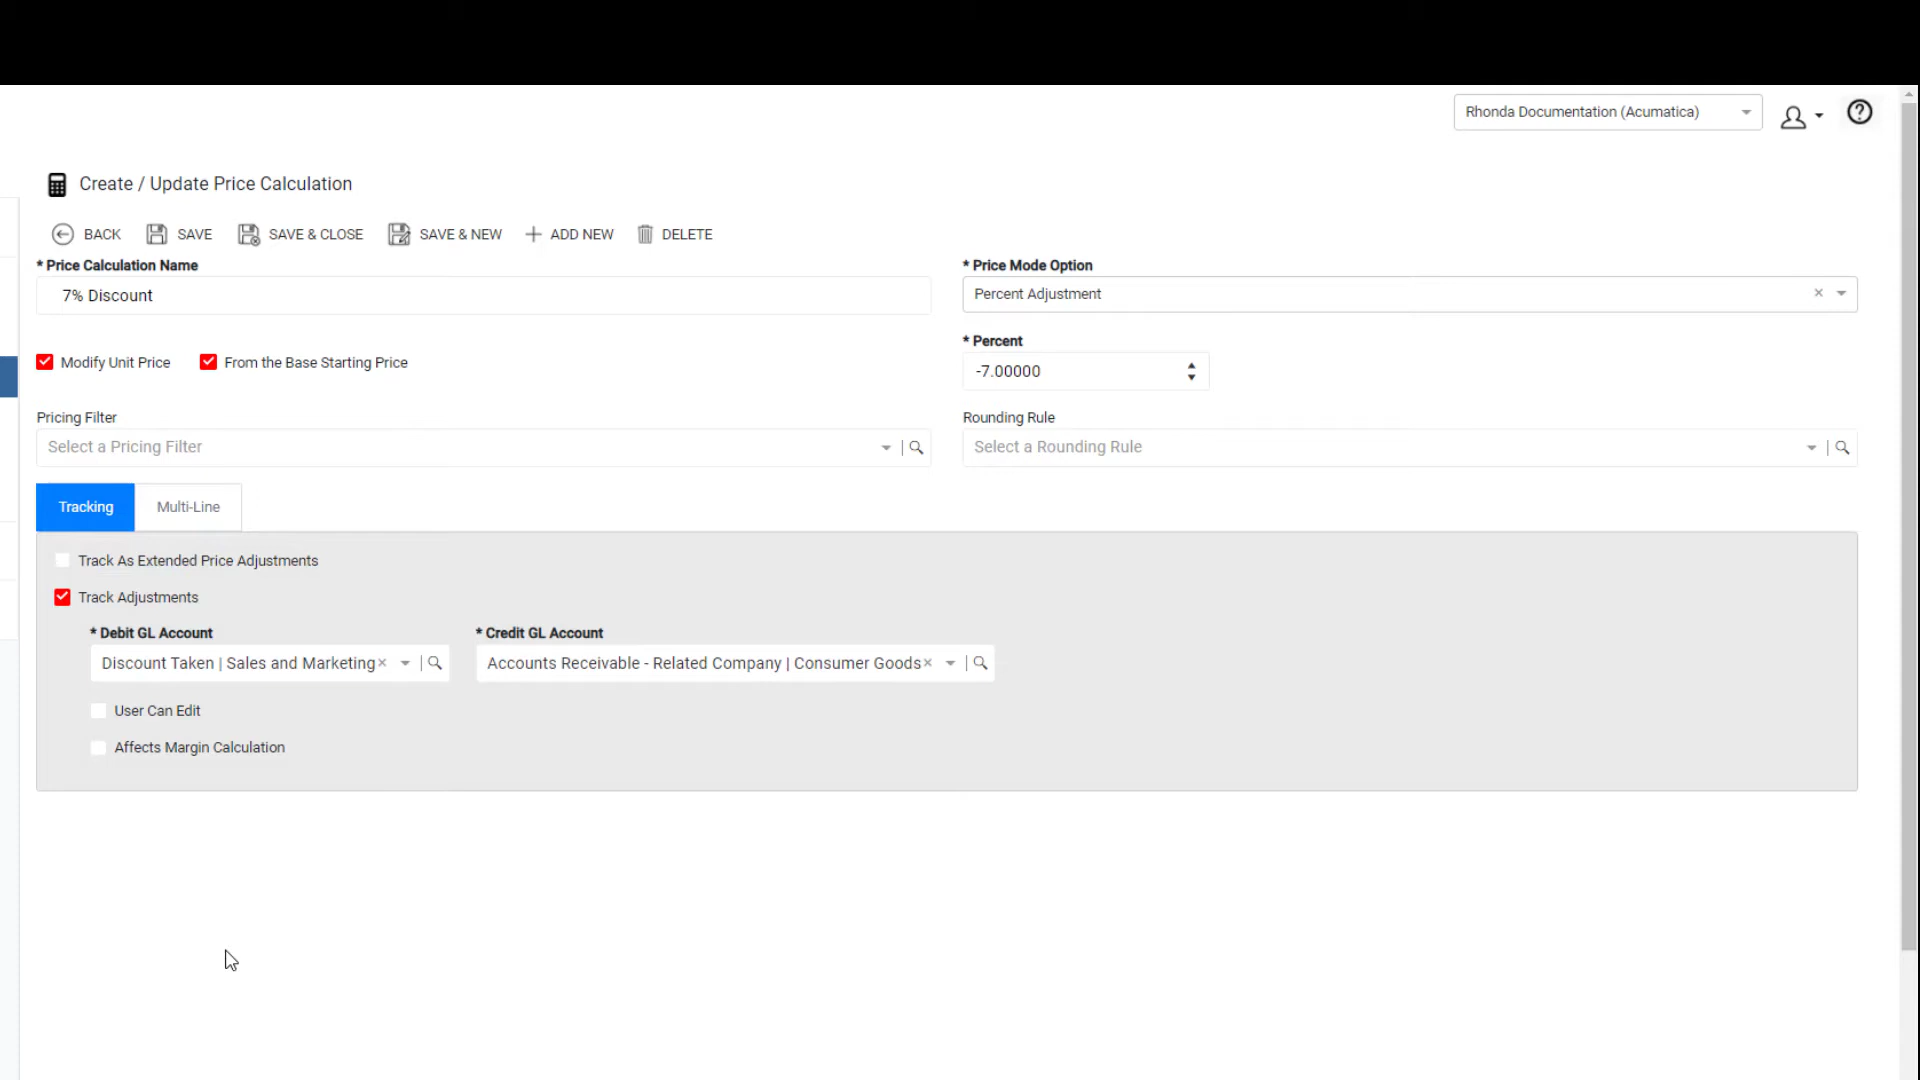 Rhonda Documentation (Acumatica)
Create / Update Price Calculation
BACK SAVE SAVE & CLOSE SAVE & NEW ADD NEW DELETE
* Price Calculation Name * Price Mode Option
7% Discount Percent Adjustment
* Percent
Modify Unit Price From the Base Starting Price -7.00000
Pricing Filter Rounding Rule
Select a Pricing Filter Select a Rounding Rule
Tracking Multi-Line
Track As Extended Price Adjustments
Track Adjustments
* Debit GL Account * Credit GL Account
Discount Taken | Sales and Marketing Accounts Receivable - Related Company | Consumer Goods
User Can Edit
Affects Margin Calculation